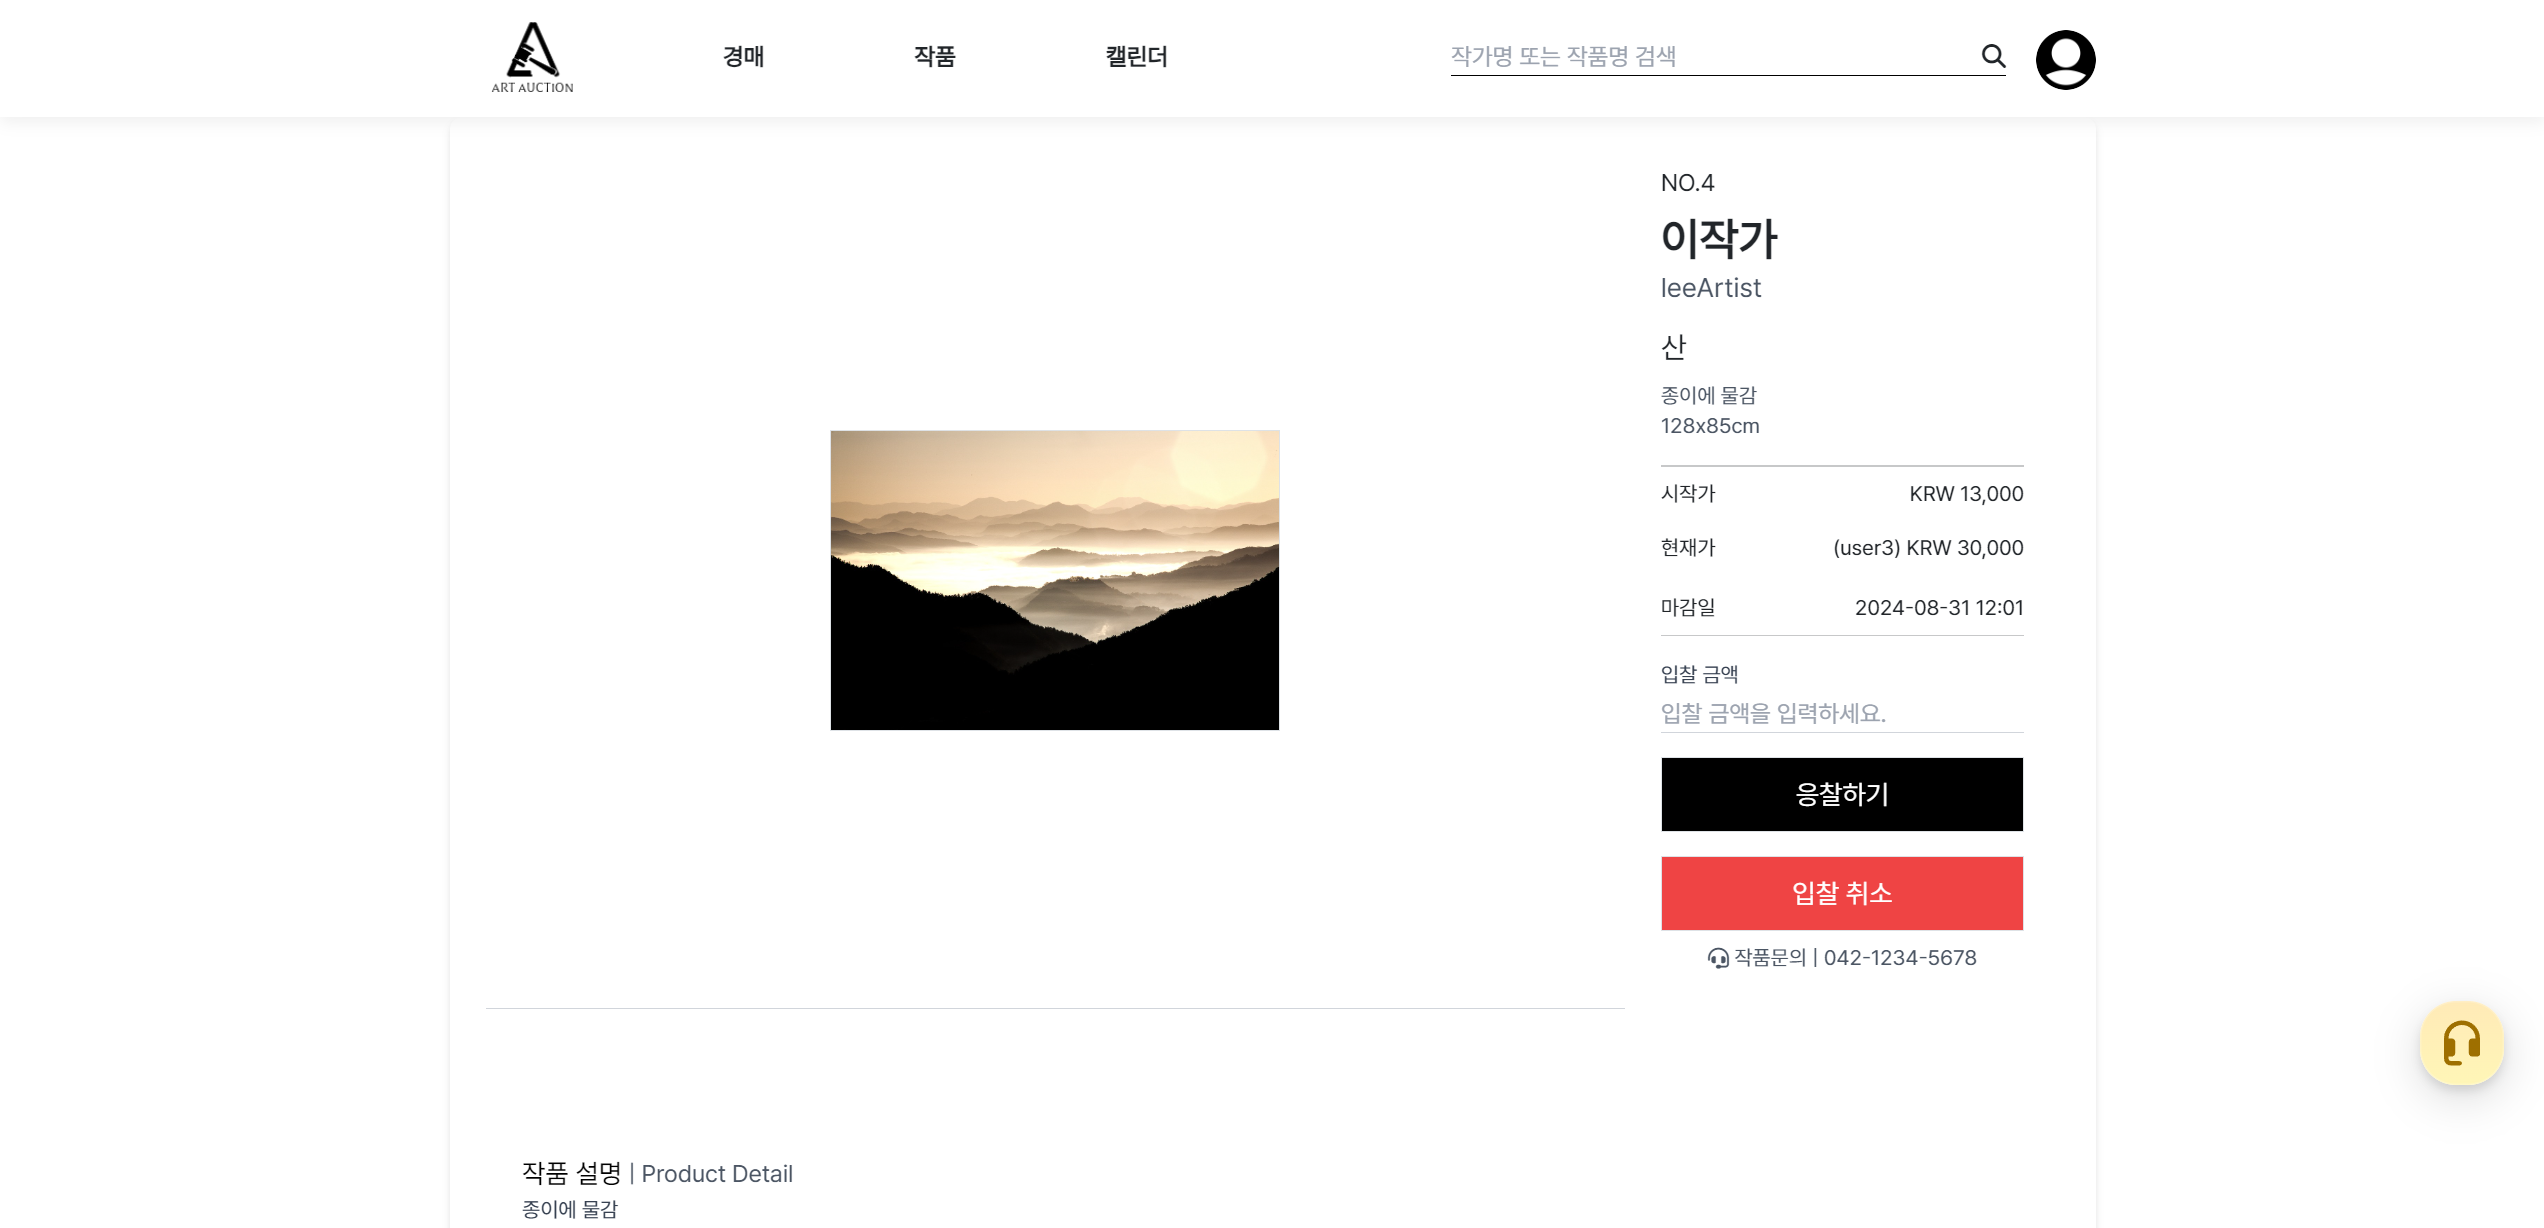 ART AUCTION
경매
작품
캘린더
작가명 또는 작품명 검색
NO.4
이작가
leeArtist
산
종이에 물감
128x85cm
시작가 KRW 13,000
현재가 (user3) KRW 30,000
마감일 2024-08-31 12:01
입찰 금액
입찰 금액을 입력하세요.
응찰하기
입찰 취소
작품문의 | 042-1234-5678
작품 설명 | Product Detail
종이에 물감